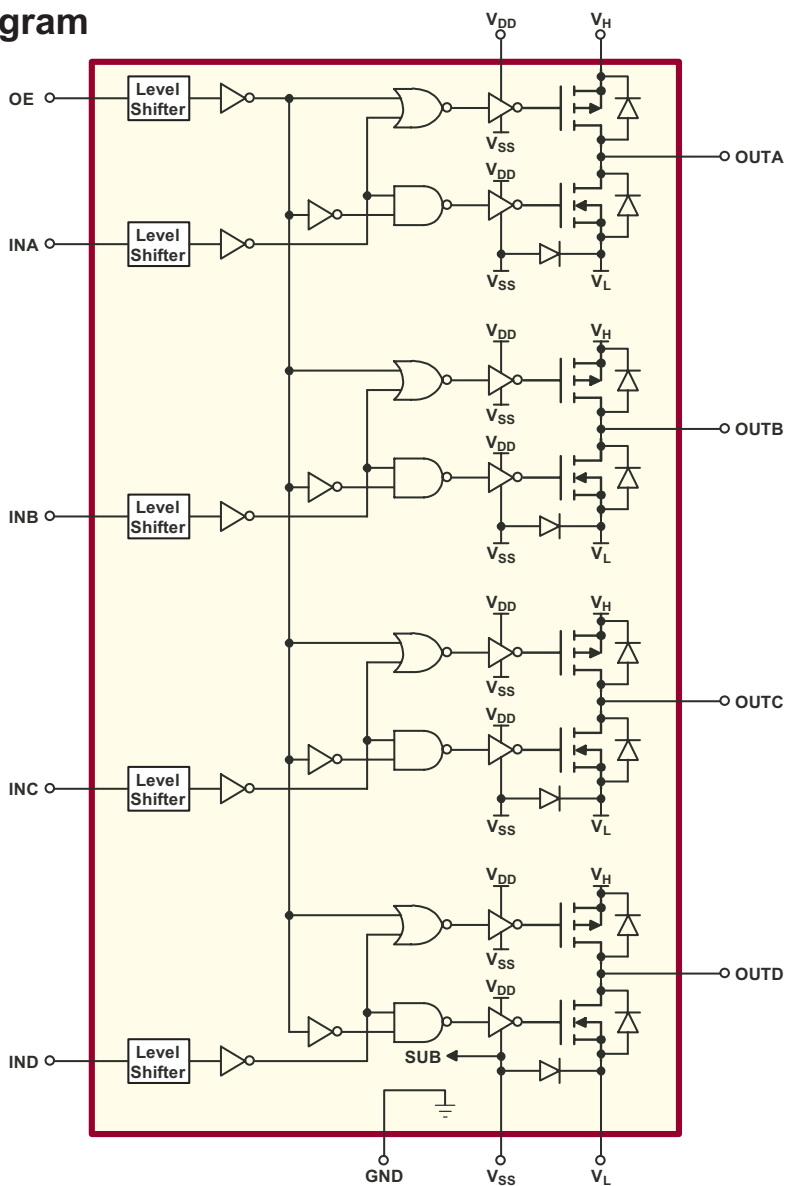 gram
VDD VH
OE Level Shifter
VSS
OUTA
VDD
INA Level Shifter
VSS VL
VDD VH
VSS
OUTB
VDD
INB Level Shifter
VSS VL
VDD VH
VSS
OUTC
VDD
INC Level Shifter
VSS VL
VDD VH
VSS
OUTD
VDD
SUB
IND Level Shifter
GND VSS VL